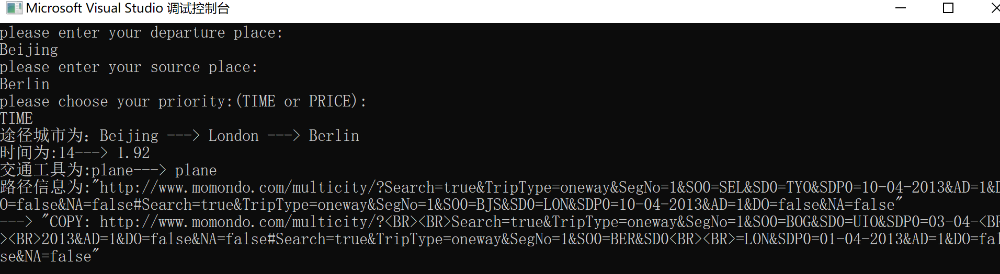 Microsoft Visual Studio 调试控制台
please enter your departure place:
Beijing
please enter your source place:
Berlin
please choose your priority:(TIME or PRICE):
TIME
途径城市为: Beijing ---> London ---> Berlin
时间为:14---> 1.92
交通工具为:plane---> plane
路径信息为:"http://www.momondo.com/multicity/?Search=true&TripType=oneway&SegNo=1&SO0=SEL&SD0=TYO&SDP0=10-04-2013&AD=1&D
O=false&NA=false#Search=true&TripType=oneway&SegNo=1&SO0=BJS&SD0=LON&SDP0=10-04-2013&AD=1&DO=false&NA=false"
---> "COPY: http://www.momondo.com/multicity/?<BR><BR>Search=true&TripType=oneway&SegNo=1&SO0=BOG&SD0=UIO&SDP0=03-04-<BR
><BR>2013&AD=1&DO=false&NA=false#Search=true&TripType=oneway&SegNo=1&SO0=BER&SD0<BR><BR>=LON&SDP0=01-04-2013&AD=1&DO=fal
se&NA=false"